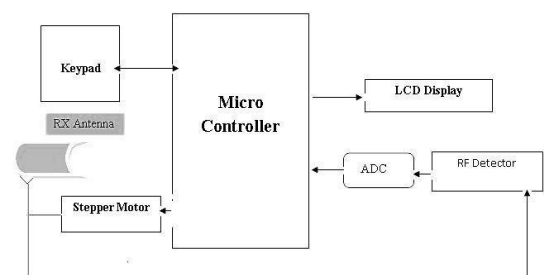 Keypad
RX Antenna
Stepper Motor
Micro
Controller
LCD Display
ADC
RF Detector